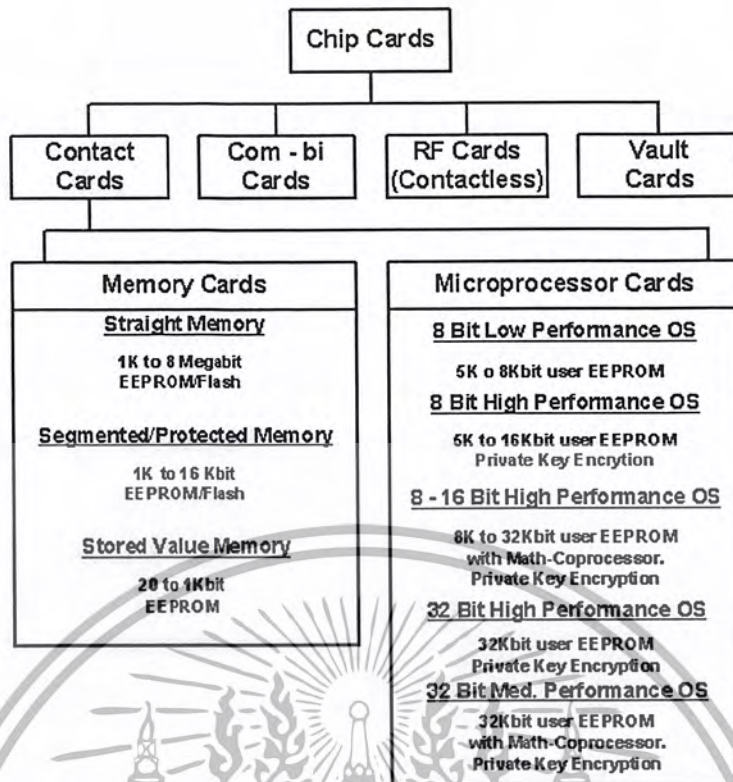 Chip Cards
Contact
Cards
Com - bi
Cards
RF Cards
(Contactless)
Vault
Cards
Memory Cards
Straight Memory
1K to 8 Megabit
EEPROM/Flash
Segmented/Protected Memory
1K to 16 Kbit
EEPROM/Flash
Stored Value Memory
20 to 1Kbit
EEPROM
Microprocessor Cards
8 Bit Low Performance OS
5K o 8Kbit user EEPROM
8 Bit High Performance OS
5K to 16Kbit user EEPROM
Private Key Encrytion
8 - 16 Bit High Performance OS
8K to 32Kbit user EEPROM
with Math-Coprocessor.
Private Key Encryption
32 Bit High Performance OS
32Kbit user EEPROM
Private Key Encryption
32 Bit Med. Performance OS
32Kbit user EEPROM
with Math-Coprocessor.
Private Key Encryption